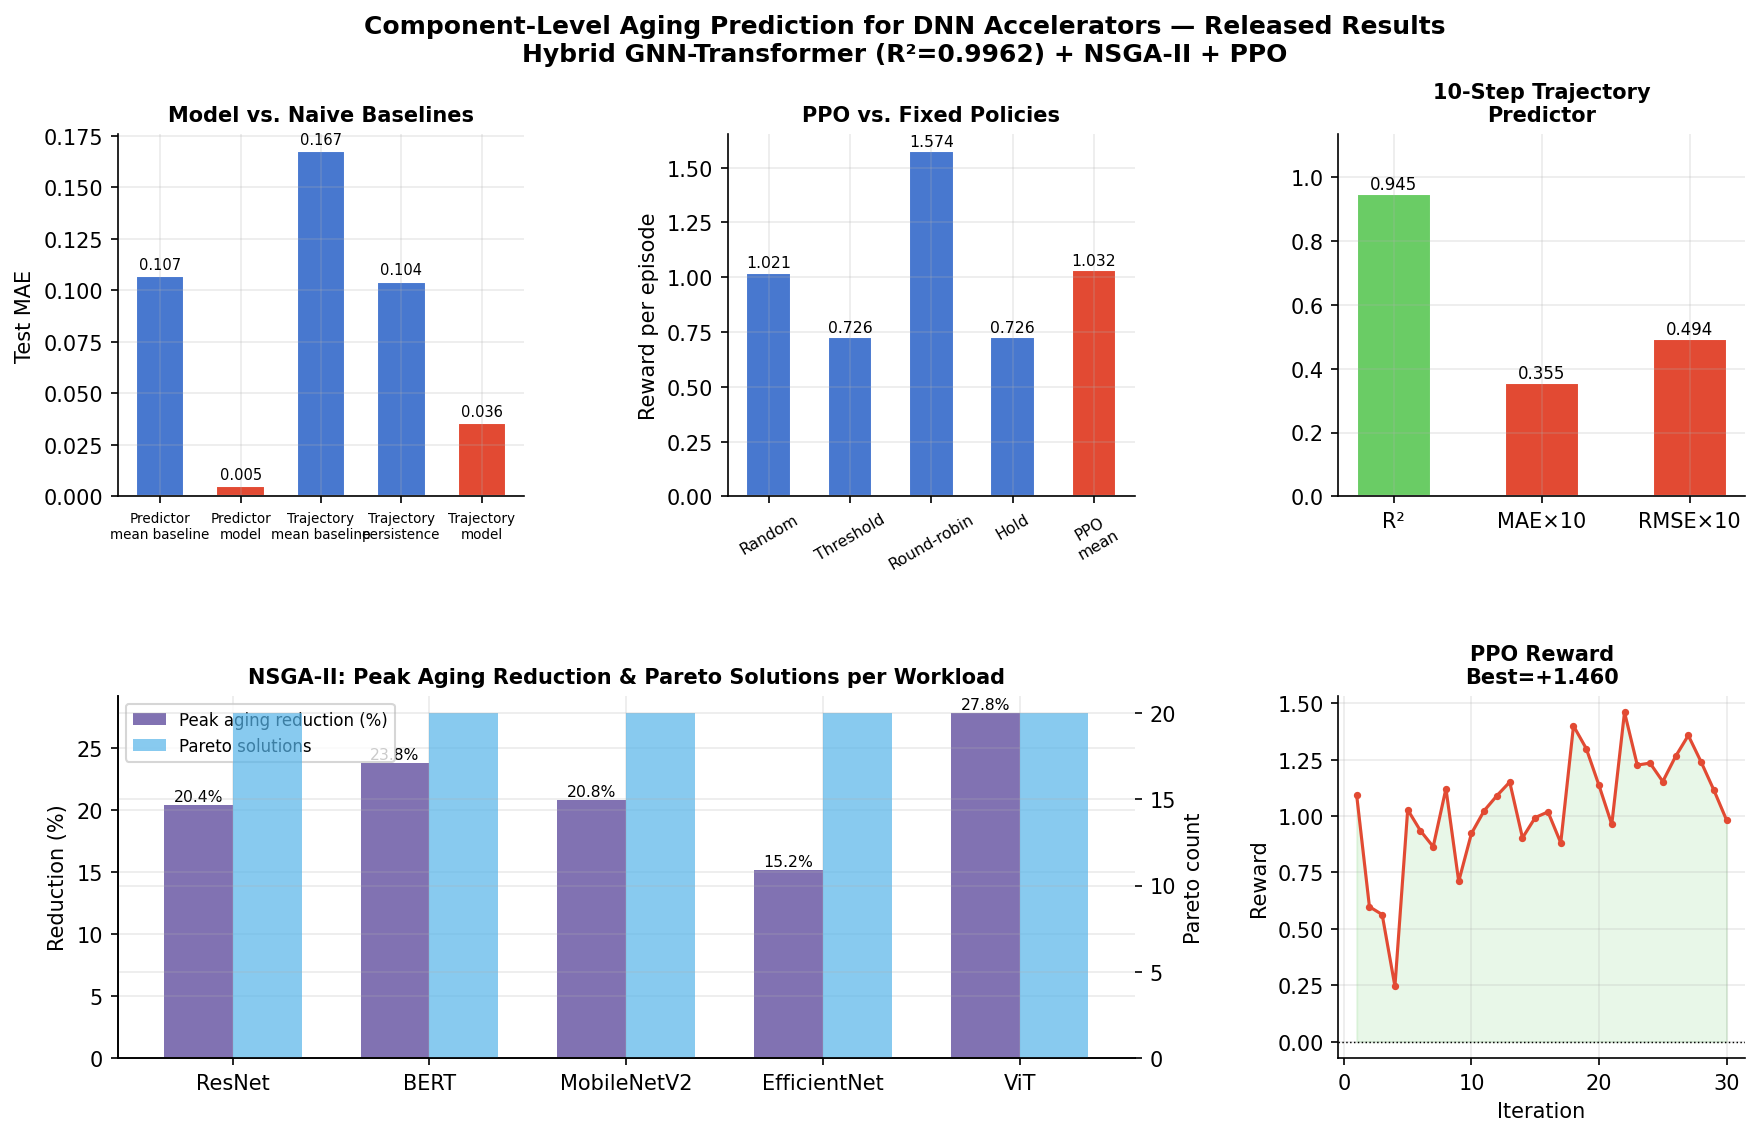 Component-Level Aging Prediction for DNN Accelerators — Released Results
Hybrid GNN-Transformer (R²=0.9962) + NSGA-II + PPO
Model vs. Naive Baselines
Test MAE
0.175
0.150
0.125
0.100
0.075
0.050
0.025
0.000
0.107
0.005
0.167
0.104
0.036
Predictor
mean baseline
Predictor
model
Trajectory
mean baseline
Trajectory
persistence
Trajectory
model
PPO vs. Fixed Policies
Reward per episode
1.50
1.25
1.00
0.75
0.50
0.25
0.00
1.021
0.726
1.574
0.726
1.032
Random
Threshold
Round-robin
Hold
PPO
mean
10-Step Trajectory
Predictor
1.0
0.8
0.6
0.4
0.2
0.0
0.945
0.355
0.494
R²
MAE×10
RMSE×10
NSGA-II: Peak Aging Reduction & Pareto Solutions per Workload
Peak aging reduction (%)
Pareto solutions
Reduction (%)
25
20
15
10
5
0
20.4%
23.8%
20.8%
15.2%
27.8%
ResNet
BERT
MobileNetV2
EfficientNet
ViT
20
15
10
5
0
Pareto count
PPO Reward
Best=+1.460
Reward
1.50
1.25
1.00
0.75
0.50
0.25
0.00
0
10
20
30
Iteration